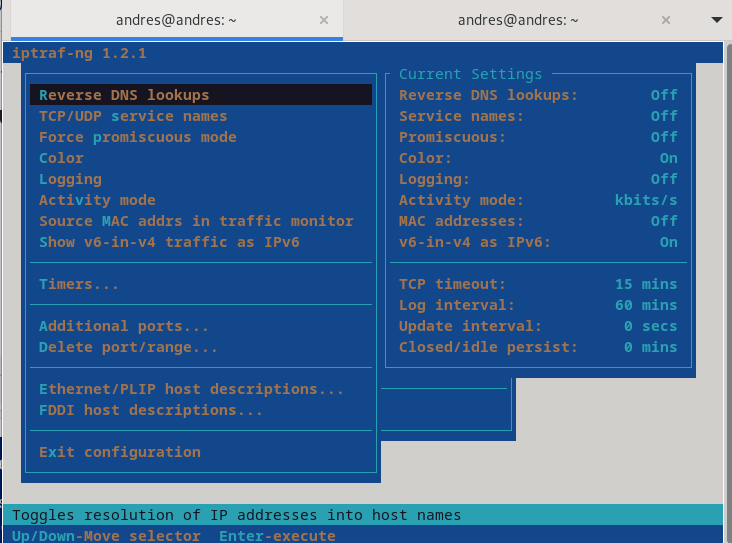 andres@andres: ~ × andres@andres: ~ ×
iptraf-ng 1.2.1
Reverse DNS lookups
TCP/UDP service names
Force promiscuous mode
Color
Logging
Activity mode
Source MAC addrs in traffic monitor
Show v6-in-v4 traffic as IPv6
Timers...
Additional ports...
Delete port/range...
Ethernet/PLIP host descriptions...
FDDI host descriptions...
Exit configuration
Current Settings
Reverse DNS lookups: Off
Service names: Off
Promiscuous: Off
Color: On
Logging: Off
Activity mode: kbits/s
MAC addresses: Off
v6-in-v4 as IPv6: On
TCP timeout: 15 mins
Log interval: 60 mins
Update interval: 0 secs
Closed/idle persist: 0 mins
Toggles resolution of IP addresses into host names
Up/Down-Move selector Enter-execute